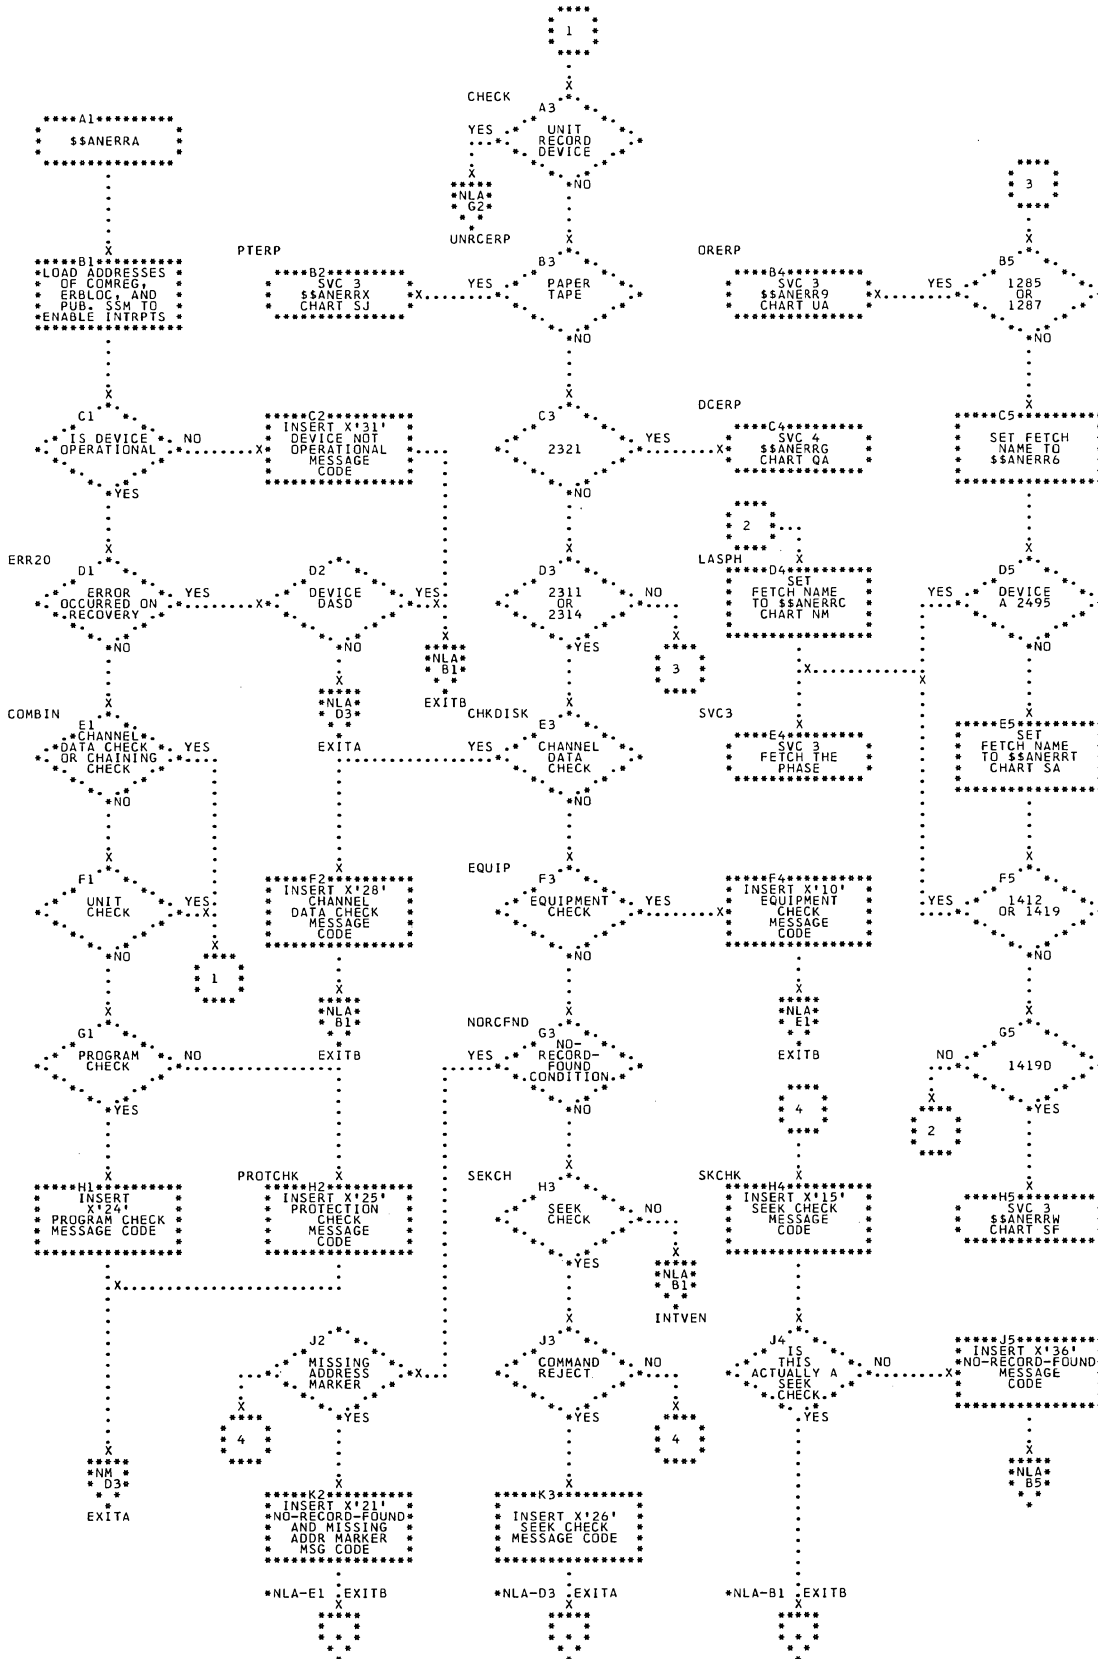 1
CHECK
A3
UNIT
RECORD
DEVICE
YES
NO
NLA
G2
UNRCERP
A1
$$ANERRA
3
B1
LOAD ADDRESSES
OF COMREG,
ERBLOC, AND
PUB. SSM TO
ENABLE INTRPTS
PTERP
B2
SVC 3
$$ANERRX
CHART SJ
YES
B3
PAPER
TAPE
NO
ORERP
B4
SVC 3
$$ANERR9
CHART UA
YES
B5
1285
OR
1287
NO
C1
IS DEVICE
OPERATIONAL
NO
YES
C2
INSERT X'31'
DEVICE NOT
OPERATIONAL
MESSAGE
CODE
C3
2321
YES
NO
DCERP
C4
SVC 4
$$ANERRG
CHART QA
C5
SET FETCH
NAME TO
$$ANERR6
2
ERR20
D1
ERROR
OCCURRED ON
RECOVERY
YES
NO
D2
DEVICE
DASD
YES
NO
NLA
B1
EXITB
NLA
D3
EXITA
D3
2311
OR
2314
NO
YES
3
LASPH
D4
SET
FETCH NAME
TO $$ANERRC
CHART NM
D5
DEVICE
A 2495
YES
NO
COMBIN
E1
CHANNEL
DATA CHECK
OR CHAINING
CHECK
YES
NO
CHKDISK
E3
CHANNEL
DATA
CHECK
YES
NO
SVC3
E4
SVC 3
FETCH THE
PHASE
E5
SET
FETCH NAME
TO $$ANERRT
CHART SA
F1
UNIT
CHECK
YES
NO
1
F2
INSERT X'28'
CHANNEL
DATA CHECK
MESSAGE
CODE
NLA
B1
EXITB
EQUIP
F3
EQUIPMENT
CHECK
YES
NO
F4
INSERT X'10'
EQUIPMENT
CHECK
MESSAGE
CODE
NLA
E1
EXITB
F5
1412
OR 1419
YES
NO
G1
PROGRAM
CHECK
NO
YES
NORCFND
G3
NO-
RECORD-
FOUND
CONDITION
YES
NO
4
G5
1419D
NO
YES
2
H1
INSERT
X'24'
PROGRAM CHECK
MESSAGE CODE
PROTCHK
H2
INSERT X'25'
PROTECTION
CHECK
MESSAGE
CODE
SEKCH
H3
SEEK
CHECK
NO
YES
NLA
B1
INTVEN
SKCHK
H4
INSERT X'15'
SEEK CHECK
MESSAGE
CODE
H5
SVC 3
$$ANERRW
CHART SF
J2
MISSING
ADDRESS
MARKER
YES
4
J3
COMMAND
REJECT
NO
YES
4
J4
IS
THIS
ACTUALLY A
SEEK
CHECK
NO
YES
J5
INSERT X'36'
NO-RECORD-FOUND
MESSAGE
CODE
NLA
B5
NM
D3
EXITA
K2
INSERT X'21'
NO-RECORD-FOUND
AND MISSING
ADDR MARKER
MSG CODE
K3
INSERT X'26'
SEEK CHECK
MESSAGE CODE
*NLA-E1 EXITB
*NLA-D3 EXITA
*NLA-B1 EXITB